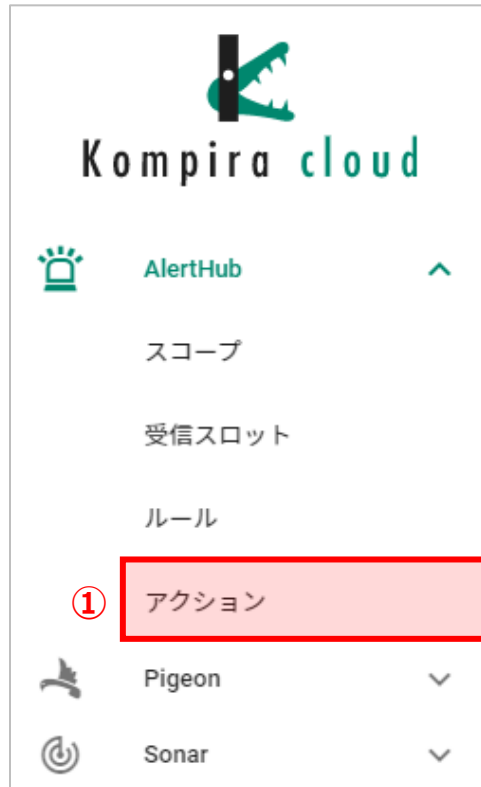 Kompira cloud
AlertHub
スコープ
受信スロット
ルール
① アクション
Pigeon
Sonar